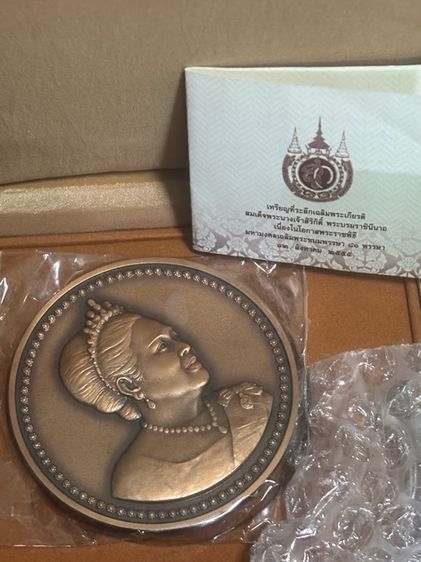 เหรียญที่ระลึกเฉลิมพระเกียรติ
สมเด็จพระนางเจ้าสิริกิติ์ พระบรมราชินีนาถ
เนื่องในโอกาสพระราชพิธี
มหามงคลเฉลิมพระชนมพรรษา ๘๐ พรรษา
๑๒ สิงหาคม ๒๕๕๕